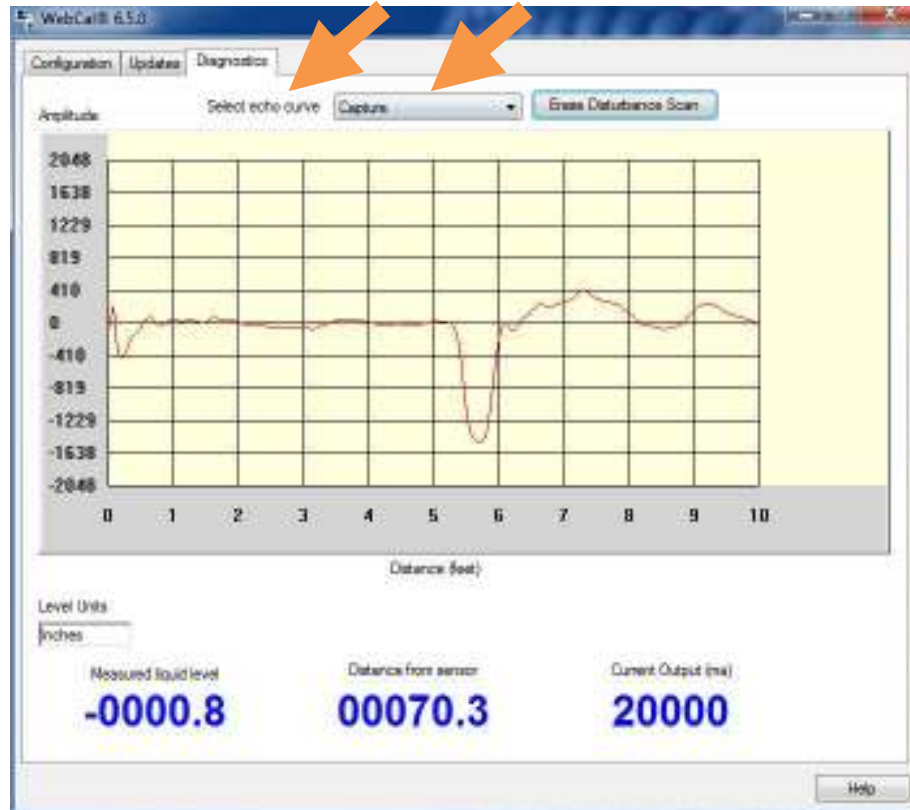 WebCal® 6.5.0
Configuration Updates Diagnostics
Amplitude Select echo curve Capture Erase Disturbance Scan
2048
1638
1229
819
410
0
-410
-819
-1229
-1638
-2048
0 1 2 3 4 5 6 7 8 9 10
Distance (feet)
Level Units
Inches
Measured liquid level Distance from sensor Current Output (ma)
-0000.8 00070.3 20000
Help